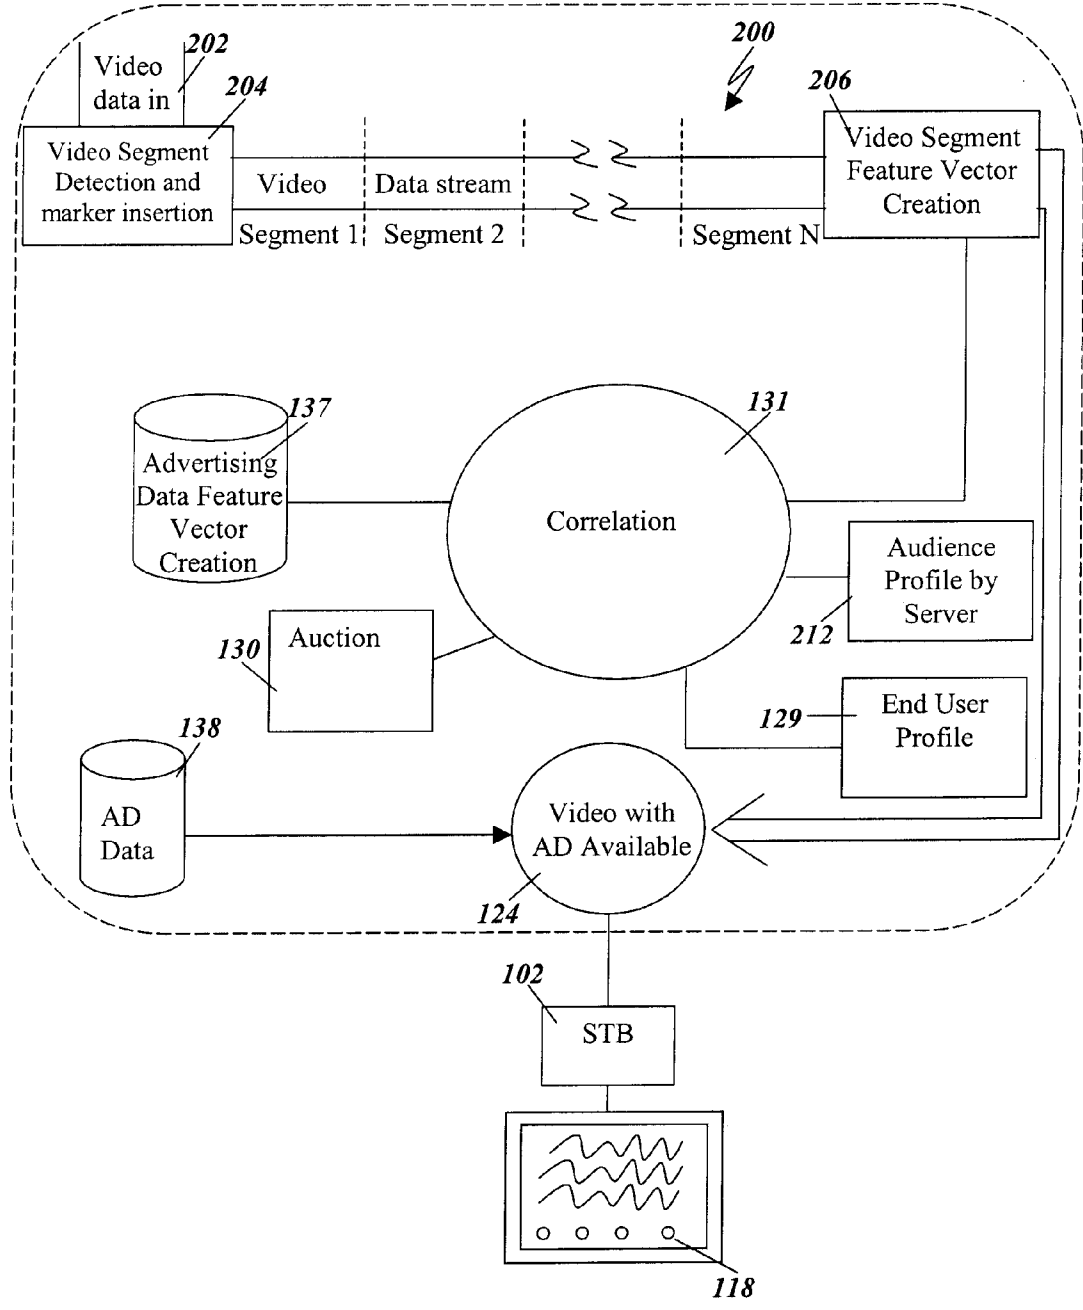 200
202
Video
data in
204
206
Video Segment
Detection and
marker insertion
Video
Data stream
Segment 1
Segment 2
Segment N
Video Segment
Feature Vector
Creation
137
Advertising
Data Feature
Vector
Creation
131
Correlation
Audience
Profile by
Server
212
Auction
130
End User
Profile
129
138
AD
Data
Video with
AD Available
124
102
STB
118